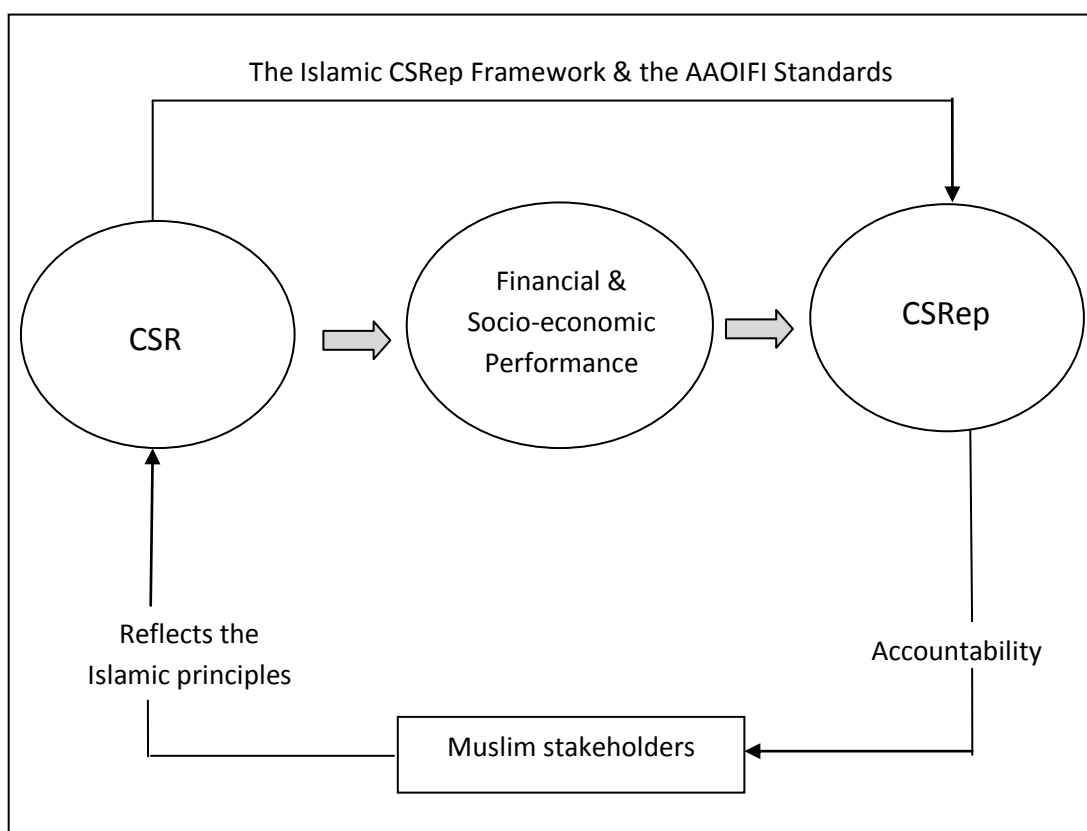 The Islamic CSRep Framework & the AAOIFI Standards
CSR
Financial &
Socio-economic
Performance
CSRep
Reflects the
Islamic principles
Accountability
Muslim stakeholders